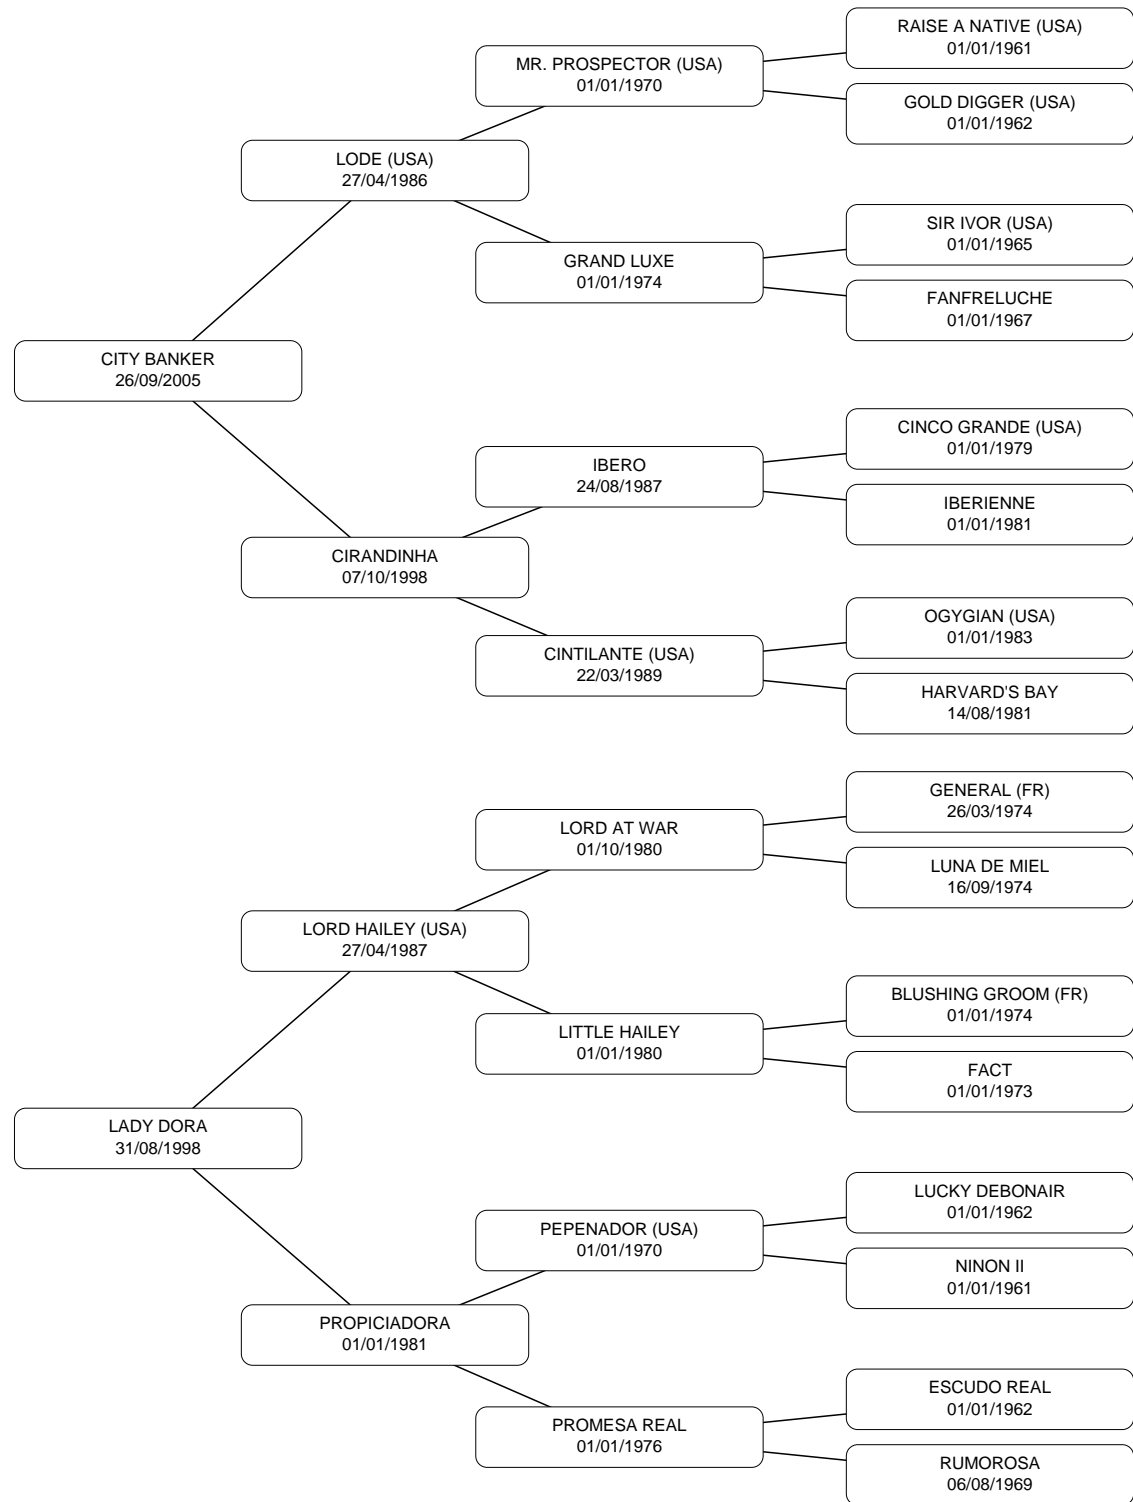 RAISE A NATIVE (USA)
01/01/1961
MR. PROSPECTOR (USA)
01/01/1970
GOLD DIGGER (USA)
01/01/1962
LODE (USA)
27/04/1986
SIR IVOR (USA)
01/01/1965
GRAND LUXE
01/01/1974
FANFRELUCHE
01/01/1967
CITY BANKER
26/09/2005
CINCO GRANDE (USA)
01/01/1979
IBERO
24/08/1987
IBERIENNE
01/01/1981
CIRANDINHA
07/10/1998
OGYGIAN (USA)
01/01/1983
CINTILANTE (USA)
22/03/1989
HARVARD'S BAY
14/08/1981
GENERAL (FR)
26/03/1974
LORD AT WAR
01/10/1980
LUNA DE MIEL
16/09/1974
LORD HAILEY (USA)
27/04/1987
BLUSHING GROOM (FR)
01/01/1974
LITTLE HAILEY
01/01/1980
FACT
01/01/1973
LADY DORA
31/08/1998
LUCKY DEBONAIR
01/01/1962
PEPENADOR (USA)
01/01/1970
NINON II
01/01/1961
PROPICIADORA
01/01/1981
ESCUDO REAL
01/01/1962
PROMESA REAL
01/01/1976
RUMOROSA
06/08/1969